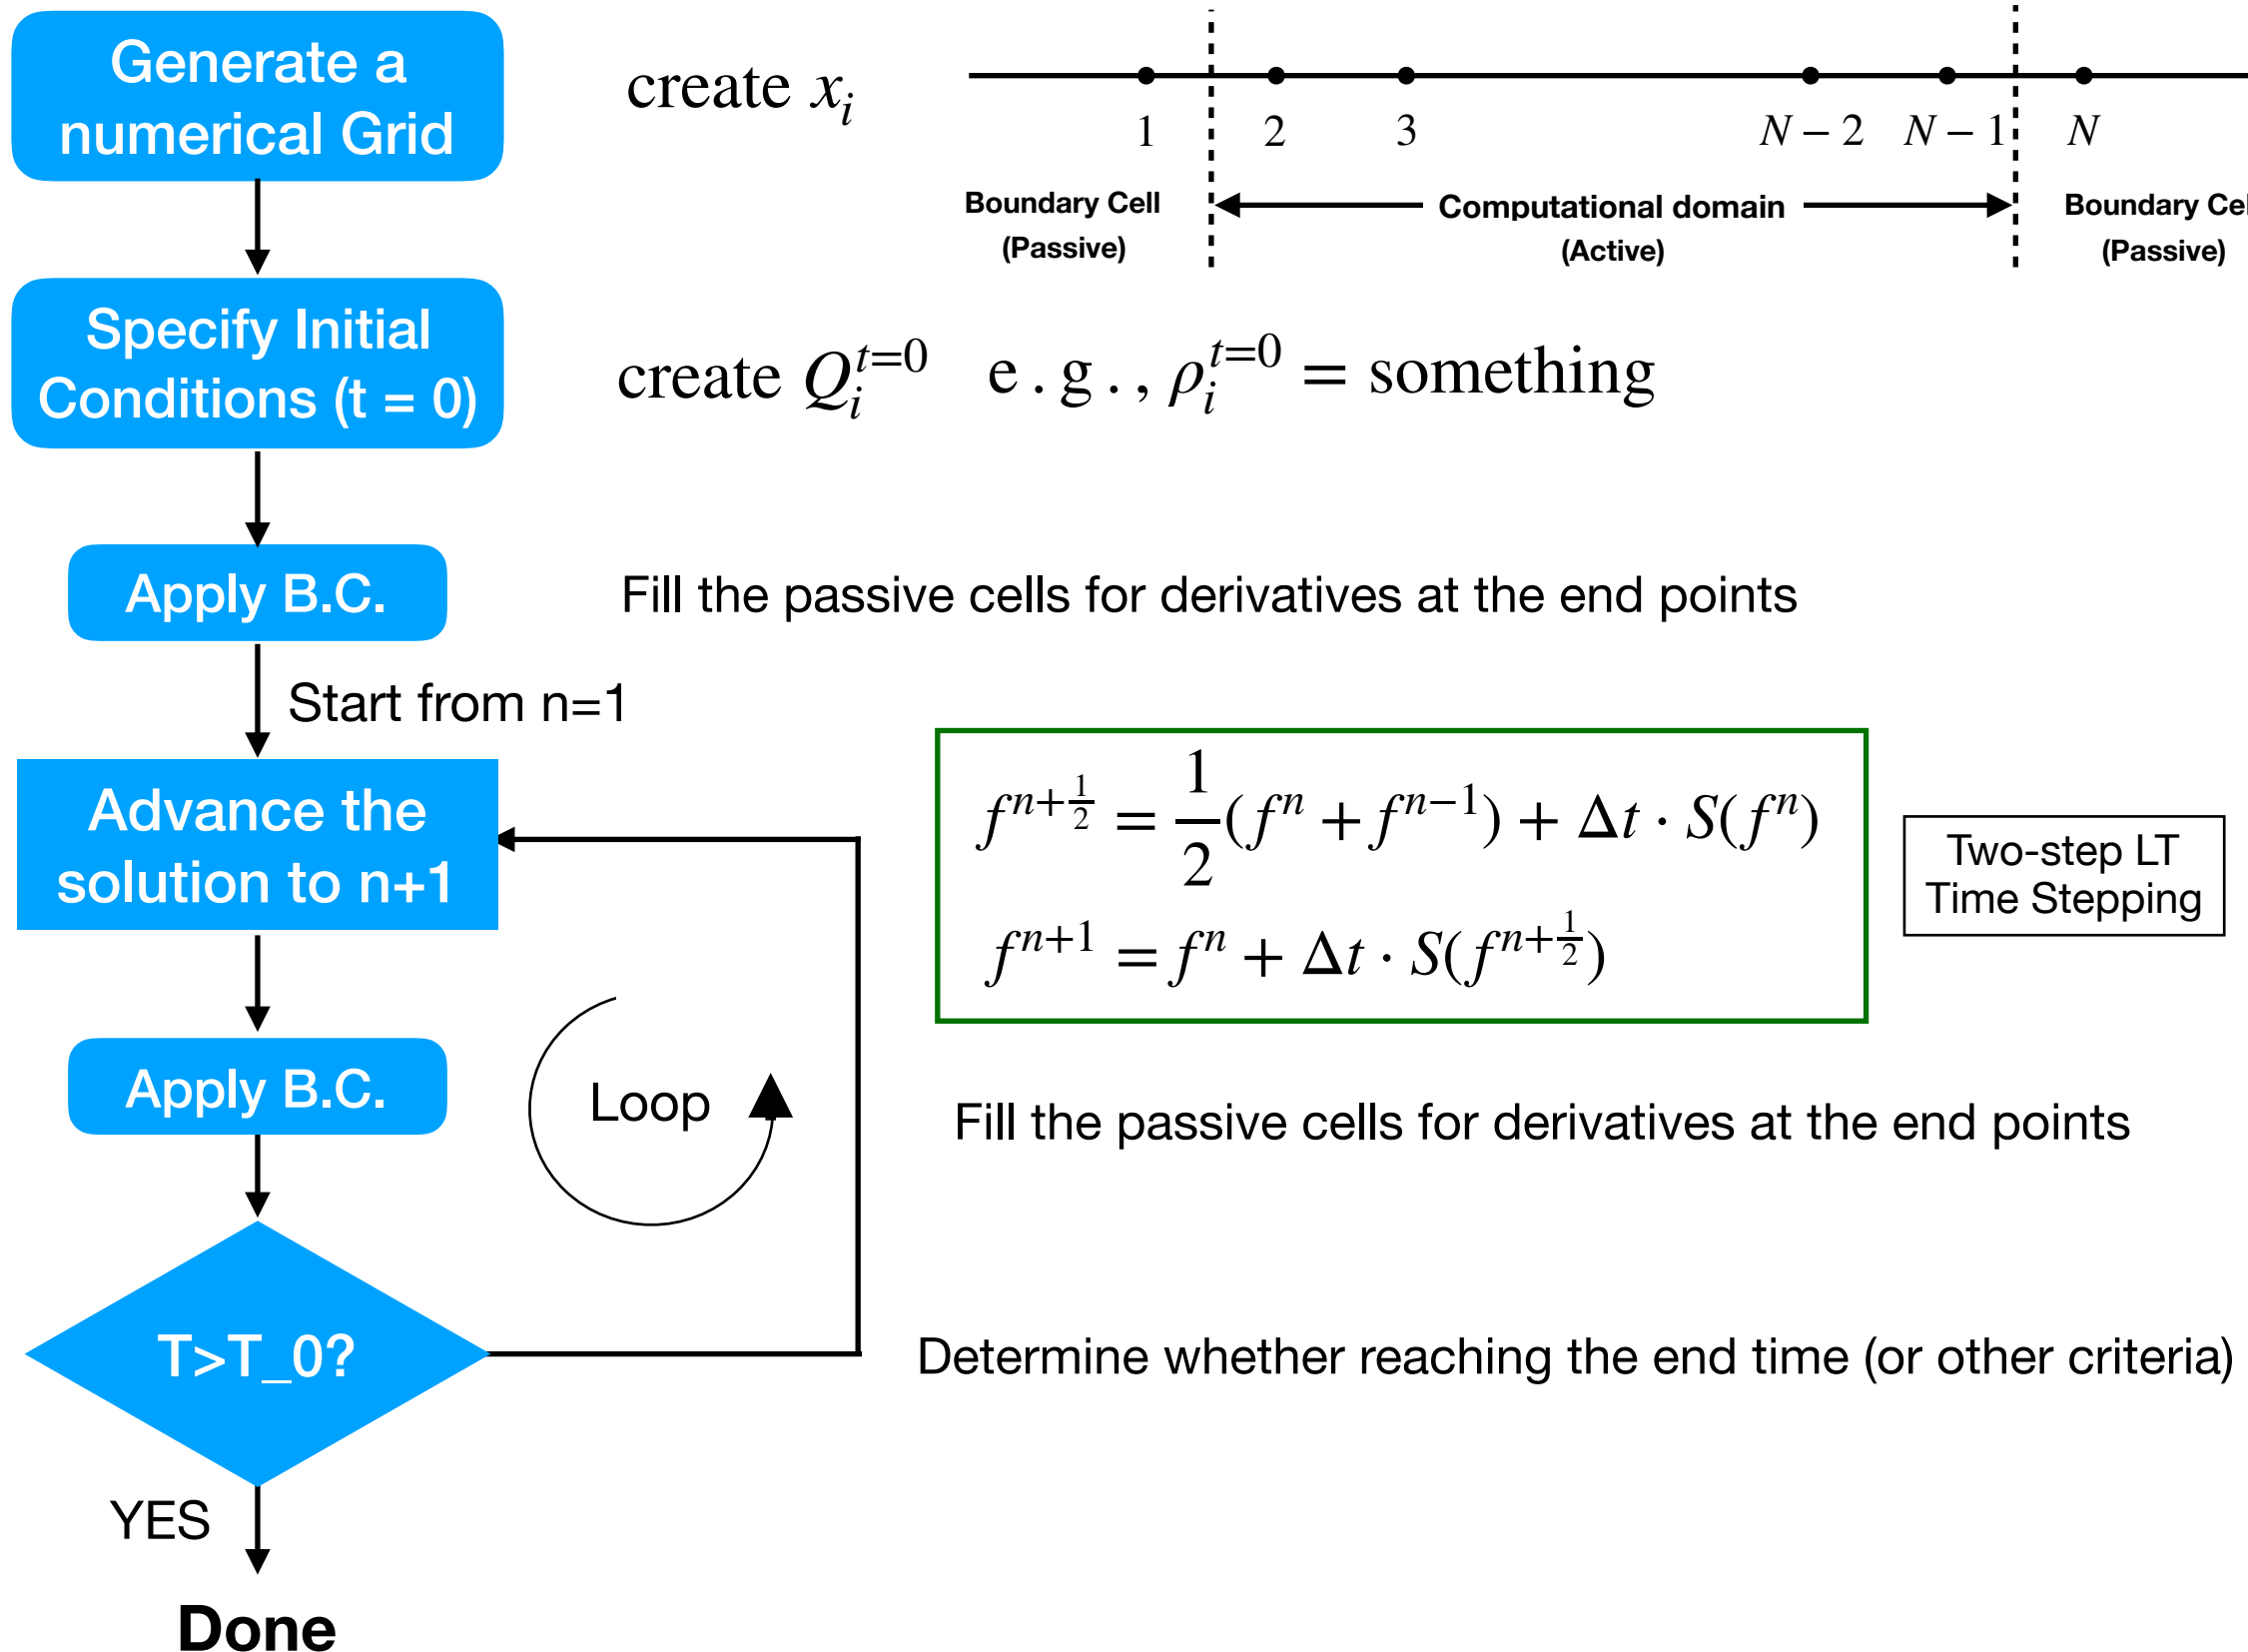 Generate a
numerical Grid
create x_i
1 2 3 N − 2 N − 1 N
Boundary Cell
(Passive)
Computational domain
(Active)
Boundary Cel
(Passive)
Specify Initial
Conditions (t = 0)
create Q_i^{t=0} e . g . , ρ_i^{t=0} = something
Apply B.C.
Fill the passive cells for derivatives at the end points
Start from n=1
Advance the
solution to n+1
f^{n+\frac{1}{2}} = \frac{1}{2}(f^n + f^{n−1}) + Δt · S(f^n)
f^{n+1} = f^n + Δt · S(f^{n+\frac{1}{2}})
Two-step LT
Time Stepping
Apply B.C.
Loop
Fill the passive cells for derivatives at the end points
T>T_0?
Determine whether reaching the end time (or other criteria)
YES
Done